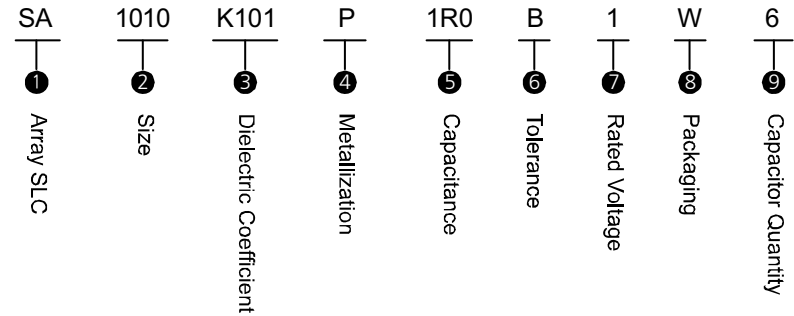 SA 1010 K101 P 1R0 B 1 W 6
1 2 3 4 5 6 7 8 9
Array SLC
Size
Dielectric Coefficient
Metallization
Capacitance
Tolerance
Rated Voltage
Packaging
Capacitor Quantity